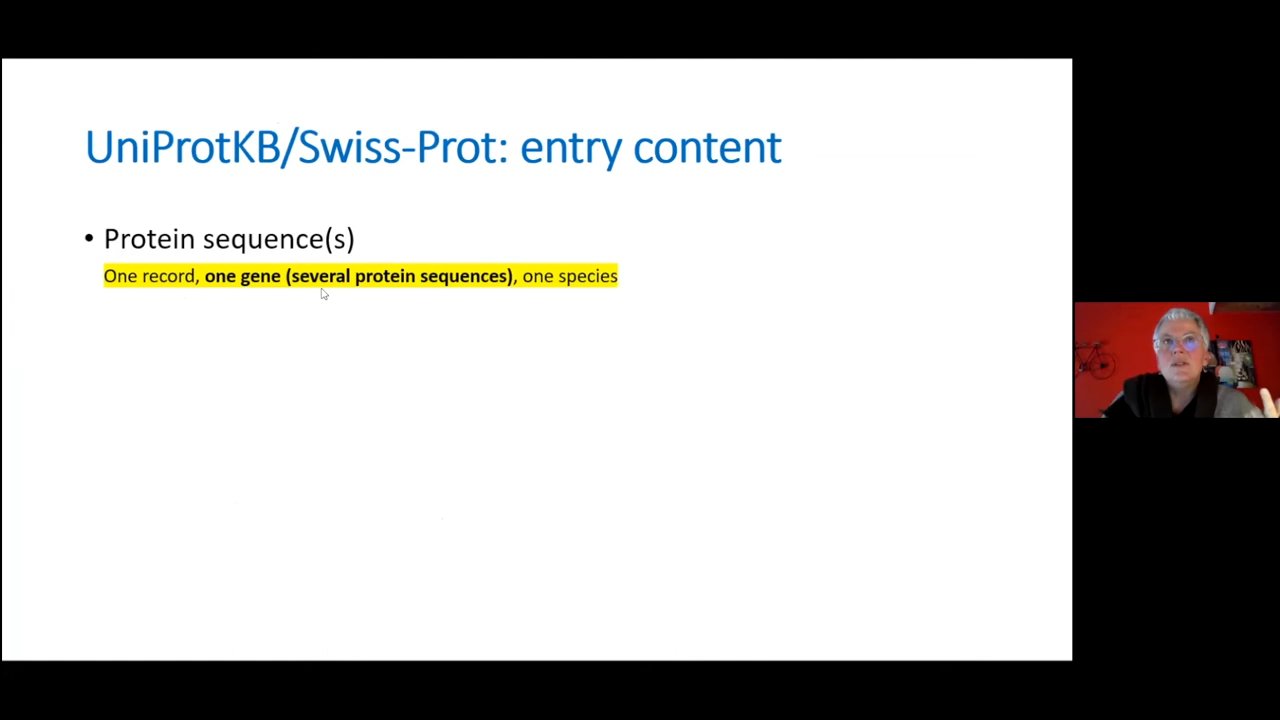 UniProtKB/Swiss-Prot: entry content
• Protein sequence(s)
One record, one gene (several protein sequences), one species